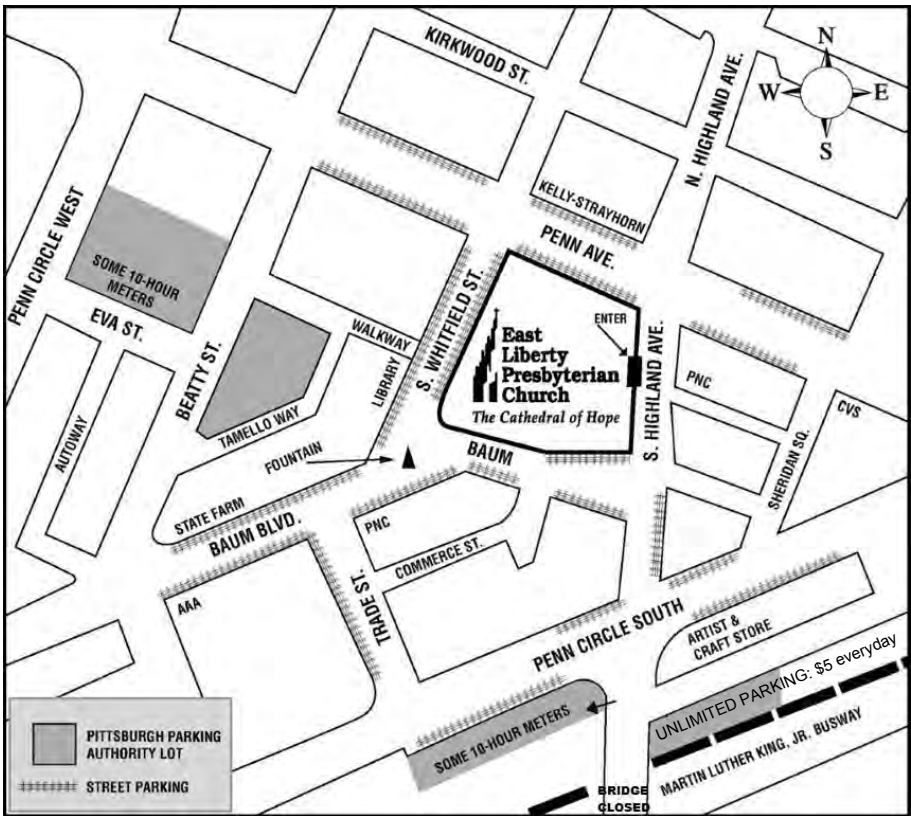 KIRKWOOD ST.
N. HIGHLAND AVE.
N
W
E
S
PENN CIRCLE WEST
SOME 10-HOUR
METERS
KELLY-STRAYHORN
PENN AVE.
EVA ST.
BEATTY ST.
WALKWAY
LIBRARY
S. WHITFIELD ST.
ENTER
East
Liberty
Presbyterian
Church
The Cathedral of Hope
S. HIGHLAND AVE.
PNC
CVS
SHERIDAN SQ.
AUTOWAY
TAMELLO WAY
FOUNTAIN
BAUM
STATE FARM
BAUM BLVD.
PNC
COMMERCE ST.
TRADE ST.
AAA
PENN CIRCLE SOUTH
ARTIST &
CRAFT STORE
UNLIMITED PARKING: $5 everyday
SOME 10-HOUR METERS
MARTIN LUTHER KING, JR. BUSWAY
BRIDGE
CLOSED
PITTSBURGH PARKING
AUTHORITY LOT
STREET PARKING